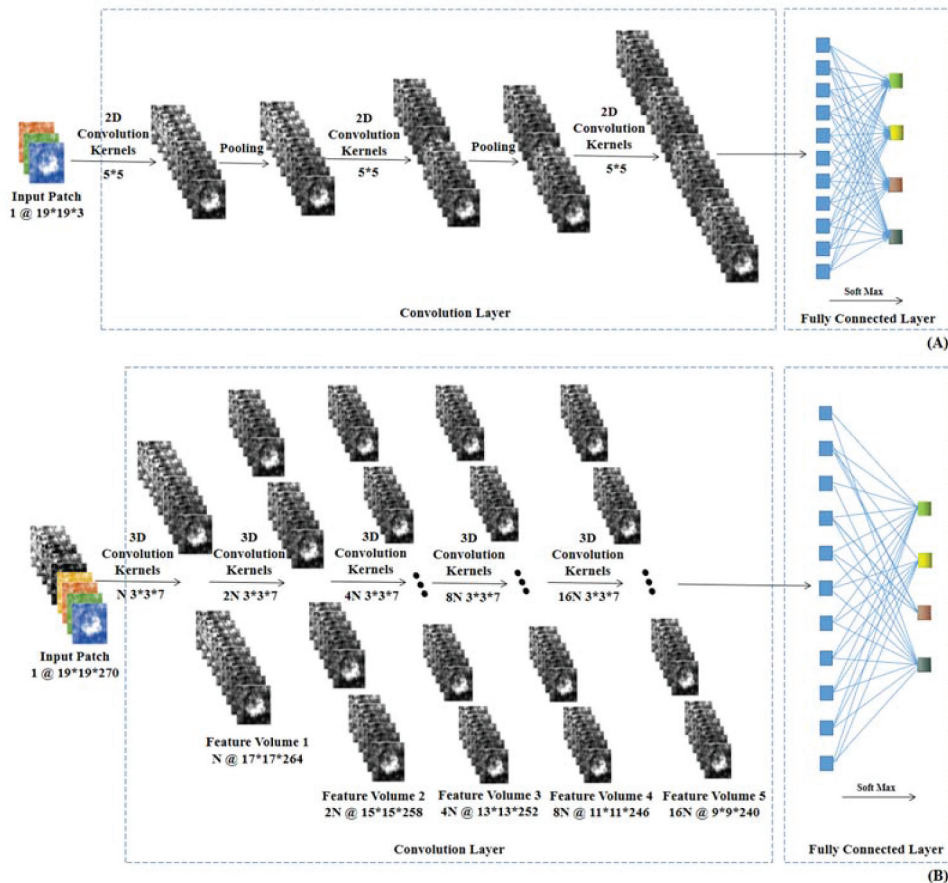 2D
Convolution
Kernels
5*5
Pooling
2D
Convolution
Kernels
5*5
Pooling
2D
Convolution
Kernels
5*5
Input Patch
1 @ 19*19*3
Soft Max
Convolution Layer
Fully Connected Layer
(A)
3D
Convolution
Kernels
N 3*3*7
3D
Convolution
Kernels
2N 3*3*7
3D
Convolution
Kernels
4N 3*3*7
3D
Convolution
Kernels
8N 3*3*7
3D
Convolution
Kernels
16N 3*3*7
Input Patch
1 @ 19*19*270
Feature Volume 1
N @ 17*17*264
Feature Volume 2
2N @ 15*15*258
Feature Volume 3
4N @ 13*13*252
Feature Volume 4
8N @ 11*11*246
Feature Volume 5
16N @ 9*9*240
Soft Max
Convolution Layer
Fully Connected Layer
(B)